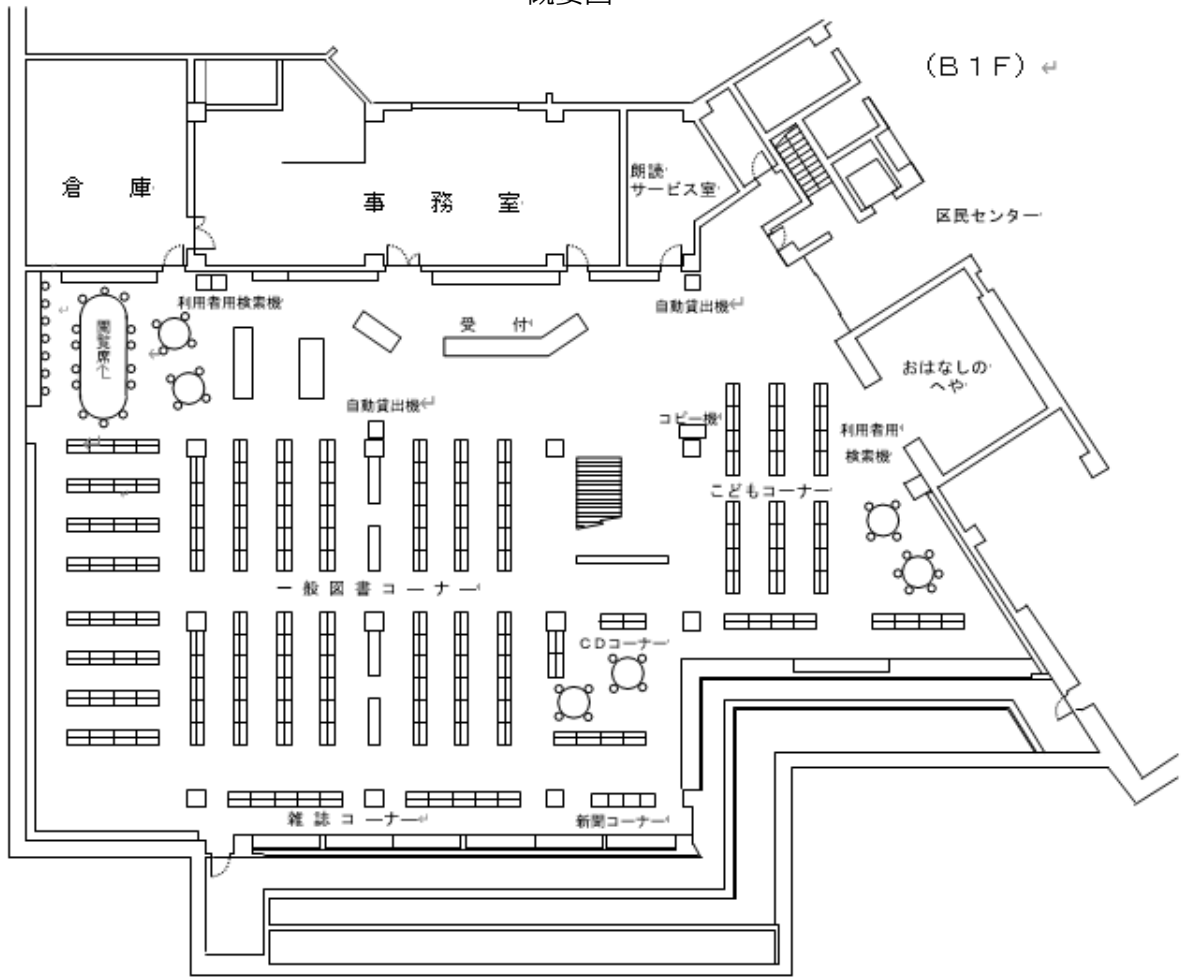 概要図
(B1F)
倉 庫
事 務 室
朗読
サービス室
区民センター
利用者用検索機
自動貸出機
受 付
閲覧席
おはなしの
へや
自動貸出機
コピー機
利用者用
検索機
こどもコーナー
一般図書コーナー
CDコーナー
雑誌コーナー
新聞コーナー